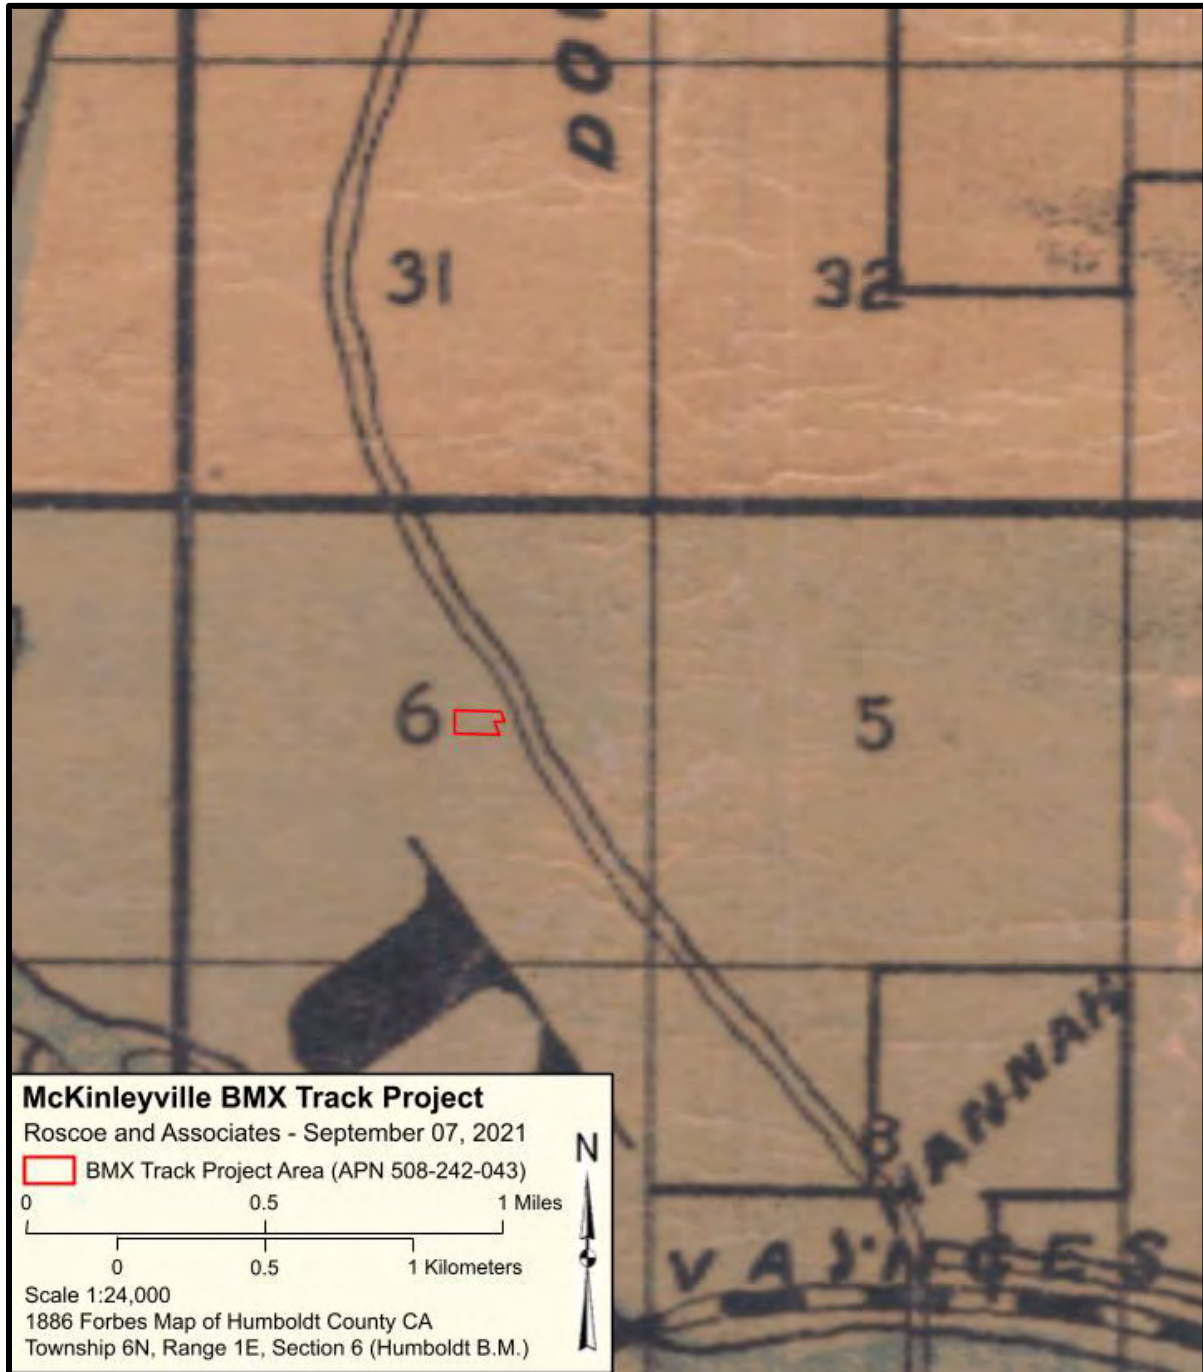 DO
31
32
6
5
8
HANNAH
VANCES
McKinleyville BMX Track Project
Roscoe and Associates - September 07, 2021
N
BMX Track Project Area (APN 508-242-043)
0 0.5 1 Miles
0 0.5 1 Kilometers
Scale 1:24,000
1886 Forbes Map of Humboldt County CA
Township 6N, Range 1E, Section 6 (Humboldt B.M.)